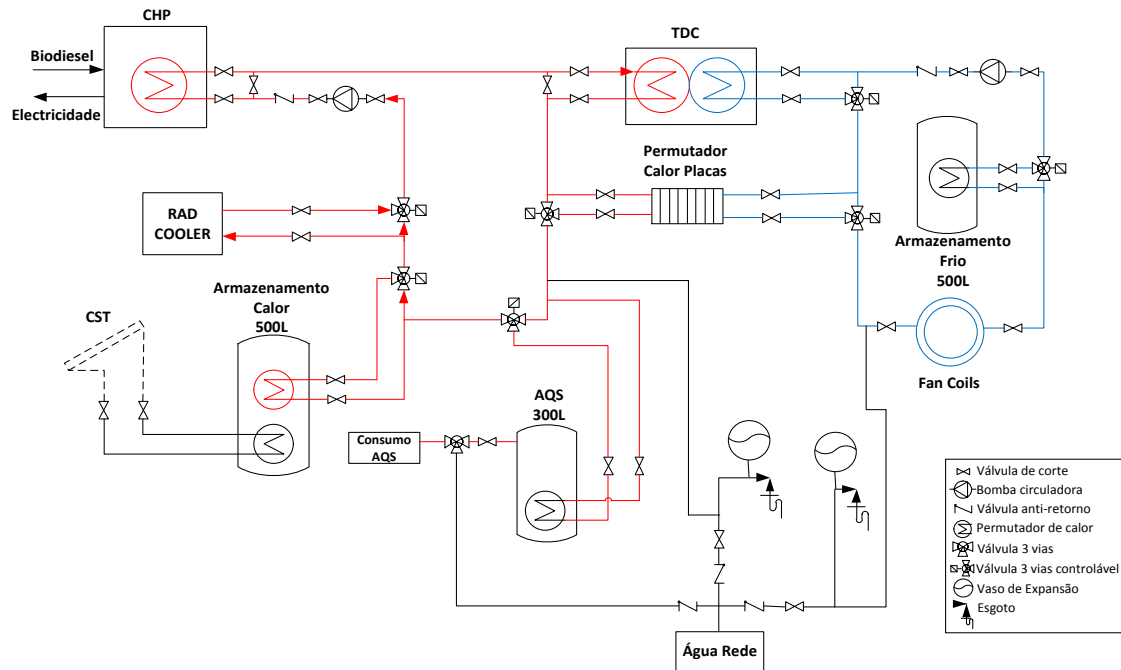 CHP
Biodiesel
Electricidade
TDC
Permutador
Calor Placas
RAD
COOLER
Armazenamento
Calor
500L
CST
Armazenamento
Frio
500L
Fan Coils
AQS
300L
Consumo
AQS
Água Rede
Válvula de corte
Bomba circuladora
Válvula anti-retorno
Permutador de calor
Válvula 3 vias
Válvula 3 vias controlável
Vaso de Expansão
Esgoto